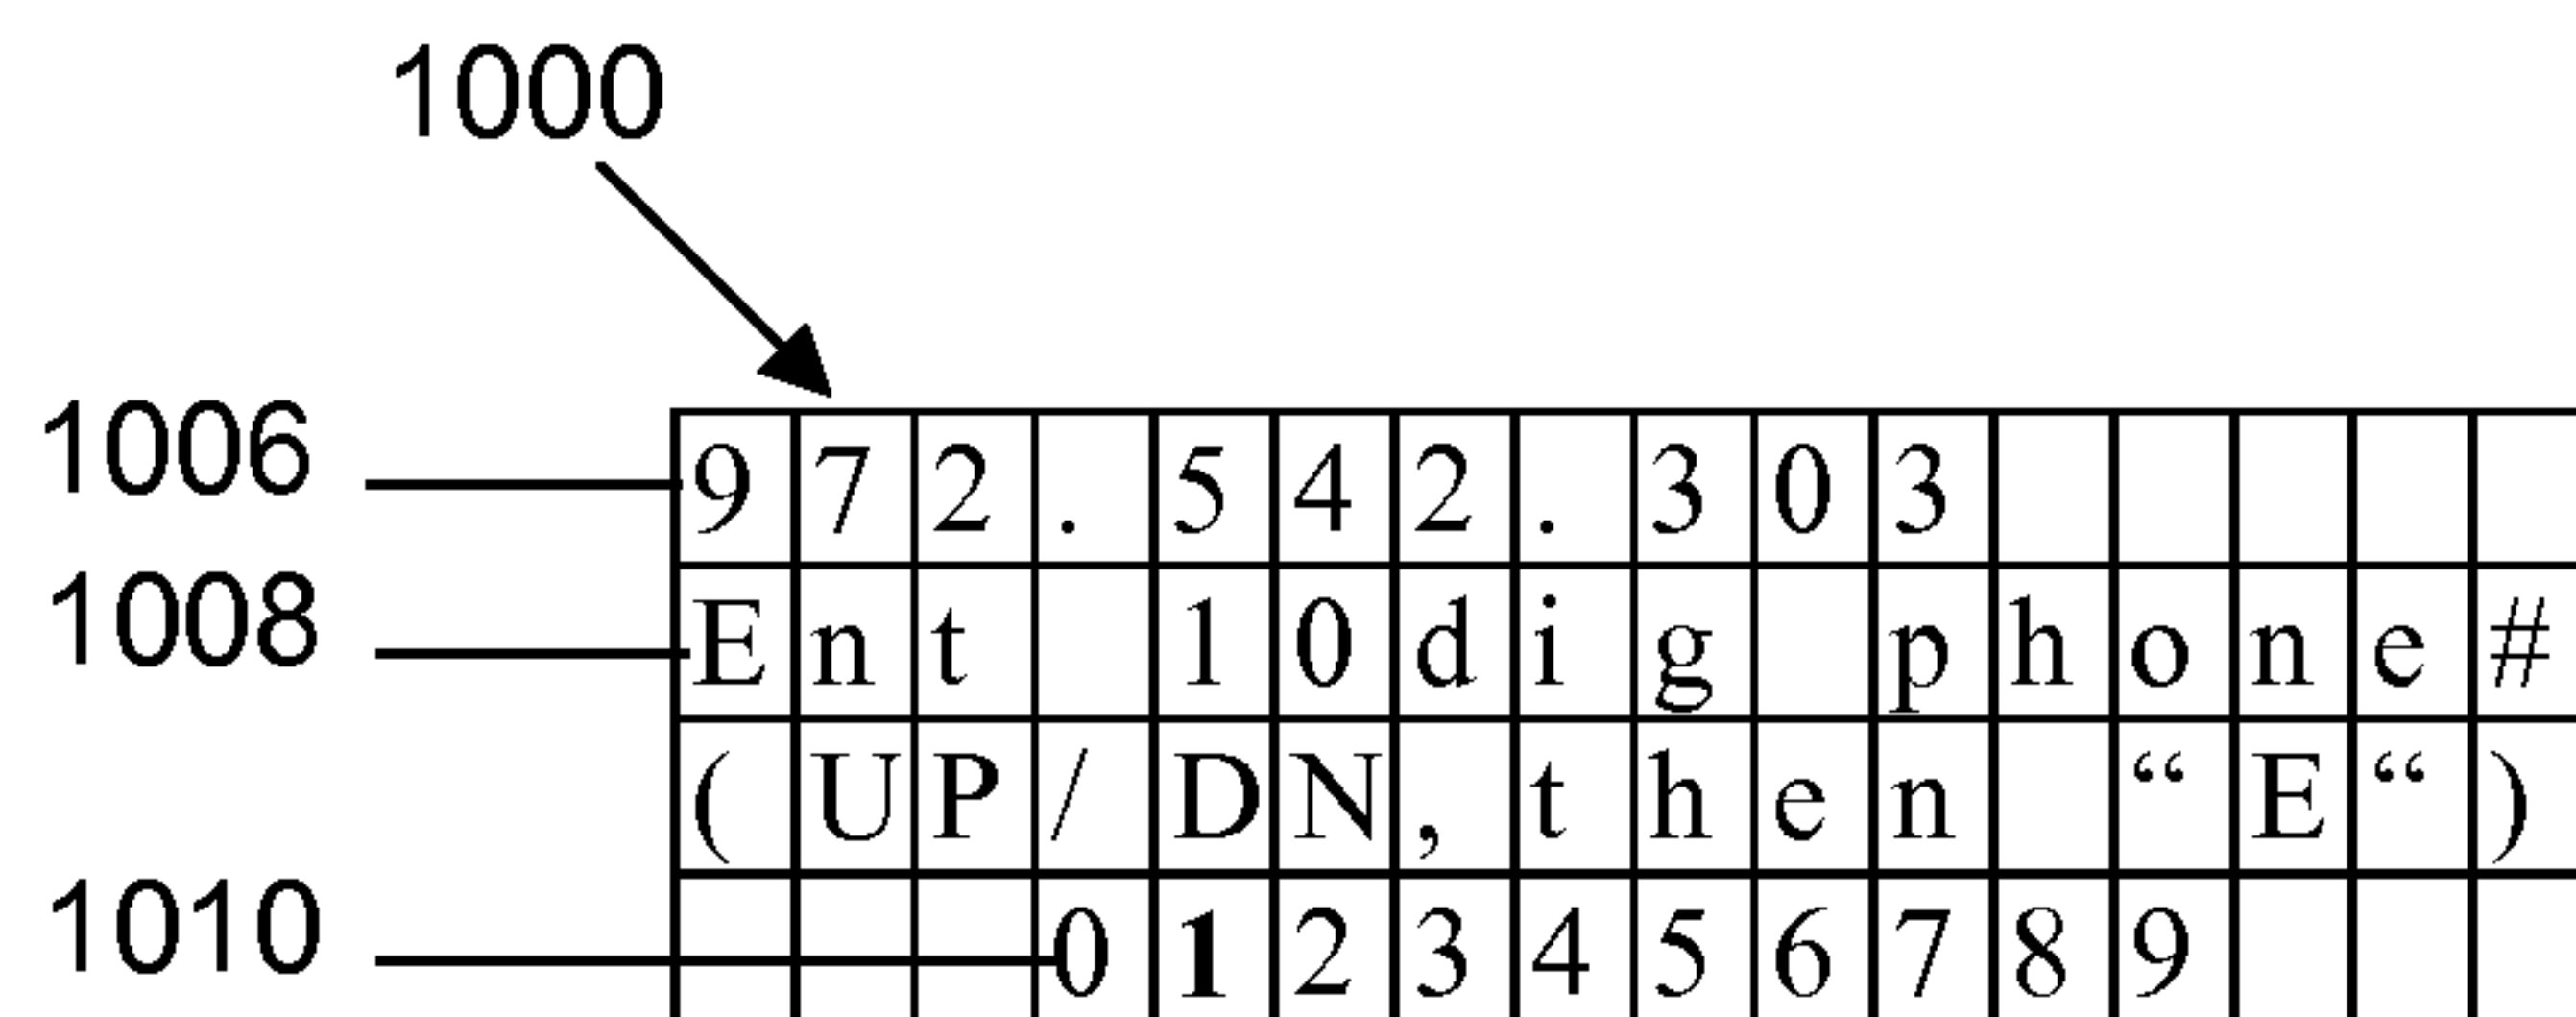 1000
1006 972.542.303
1008 Ent 10dig phone#
(UP/DN,then “E“)
1010 0123456789